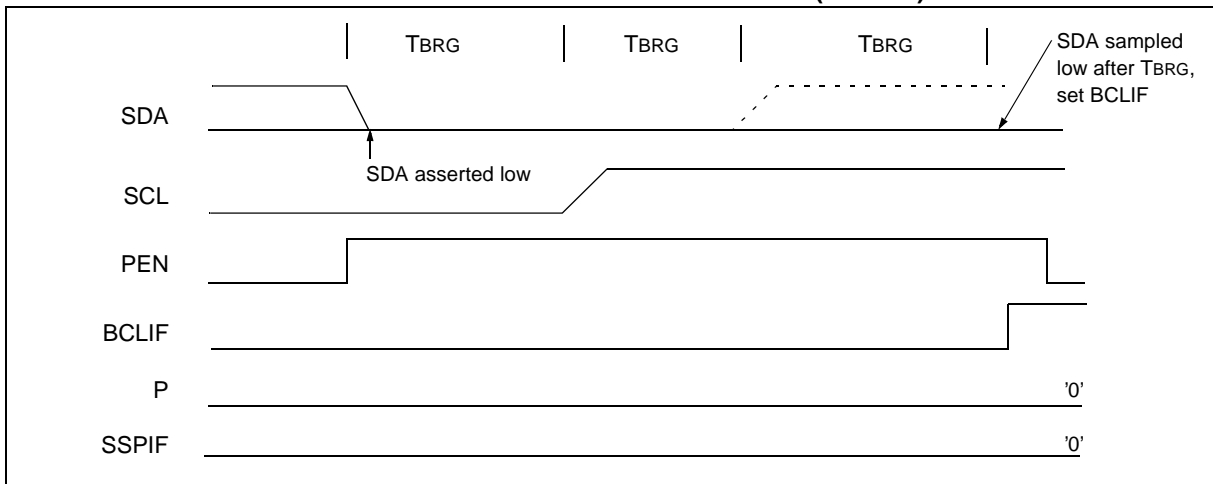 TBRG TBRG TBRG
SDA sampled
low after TBRG,
set BCLIF
SDA
SDA asserted low
SCL
PEN
BCLIF
P '0'
SSPIF '0'